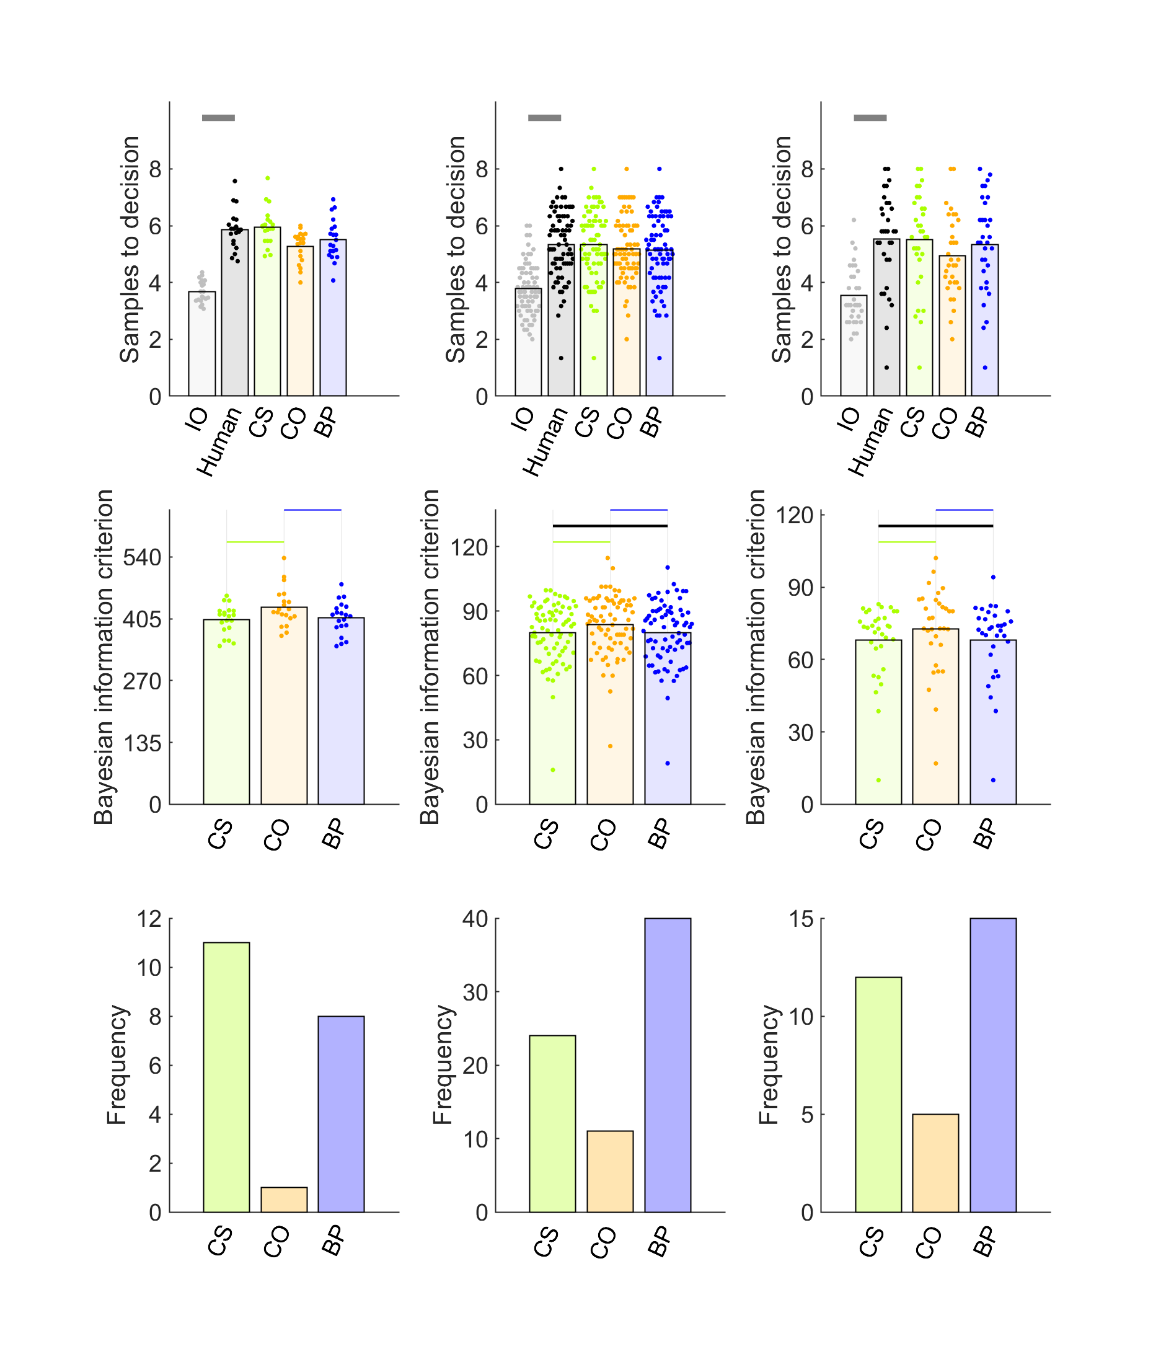 Samples to decision
8
6
4
2
0
IO
Human
CS
CO
BP
Samples to decision
8
6
4
2
0
IO
Human
CS
CO
BP
Samples to decision
8
6
4
2
0
IO
Human
CS
CO
BP
Bayesian information criterion
540
405
270
135
0
CS
CO
BP
Bayesian information criterion
120
90
60
30
0
CS
CO
BP
Bayesian information criterion
120
90
60
30
0
CS
CO
BP
Frequency
12
10
8
6
4
2
0
CS
CO
BP
Frequency
40
30
20
10
0
CS
CO
BP
Frequency
15
10
5
0
CS
CO
BP